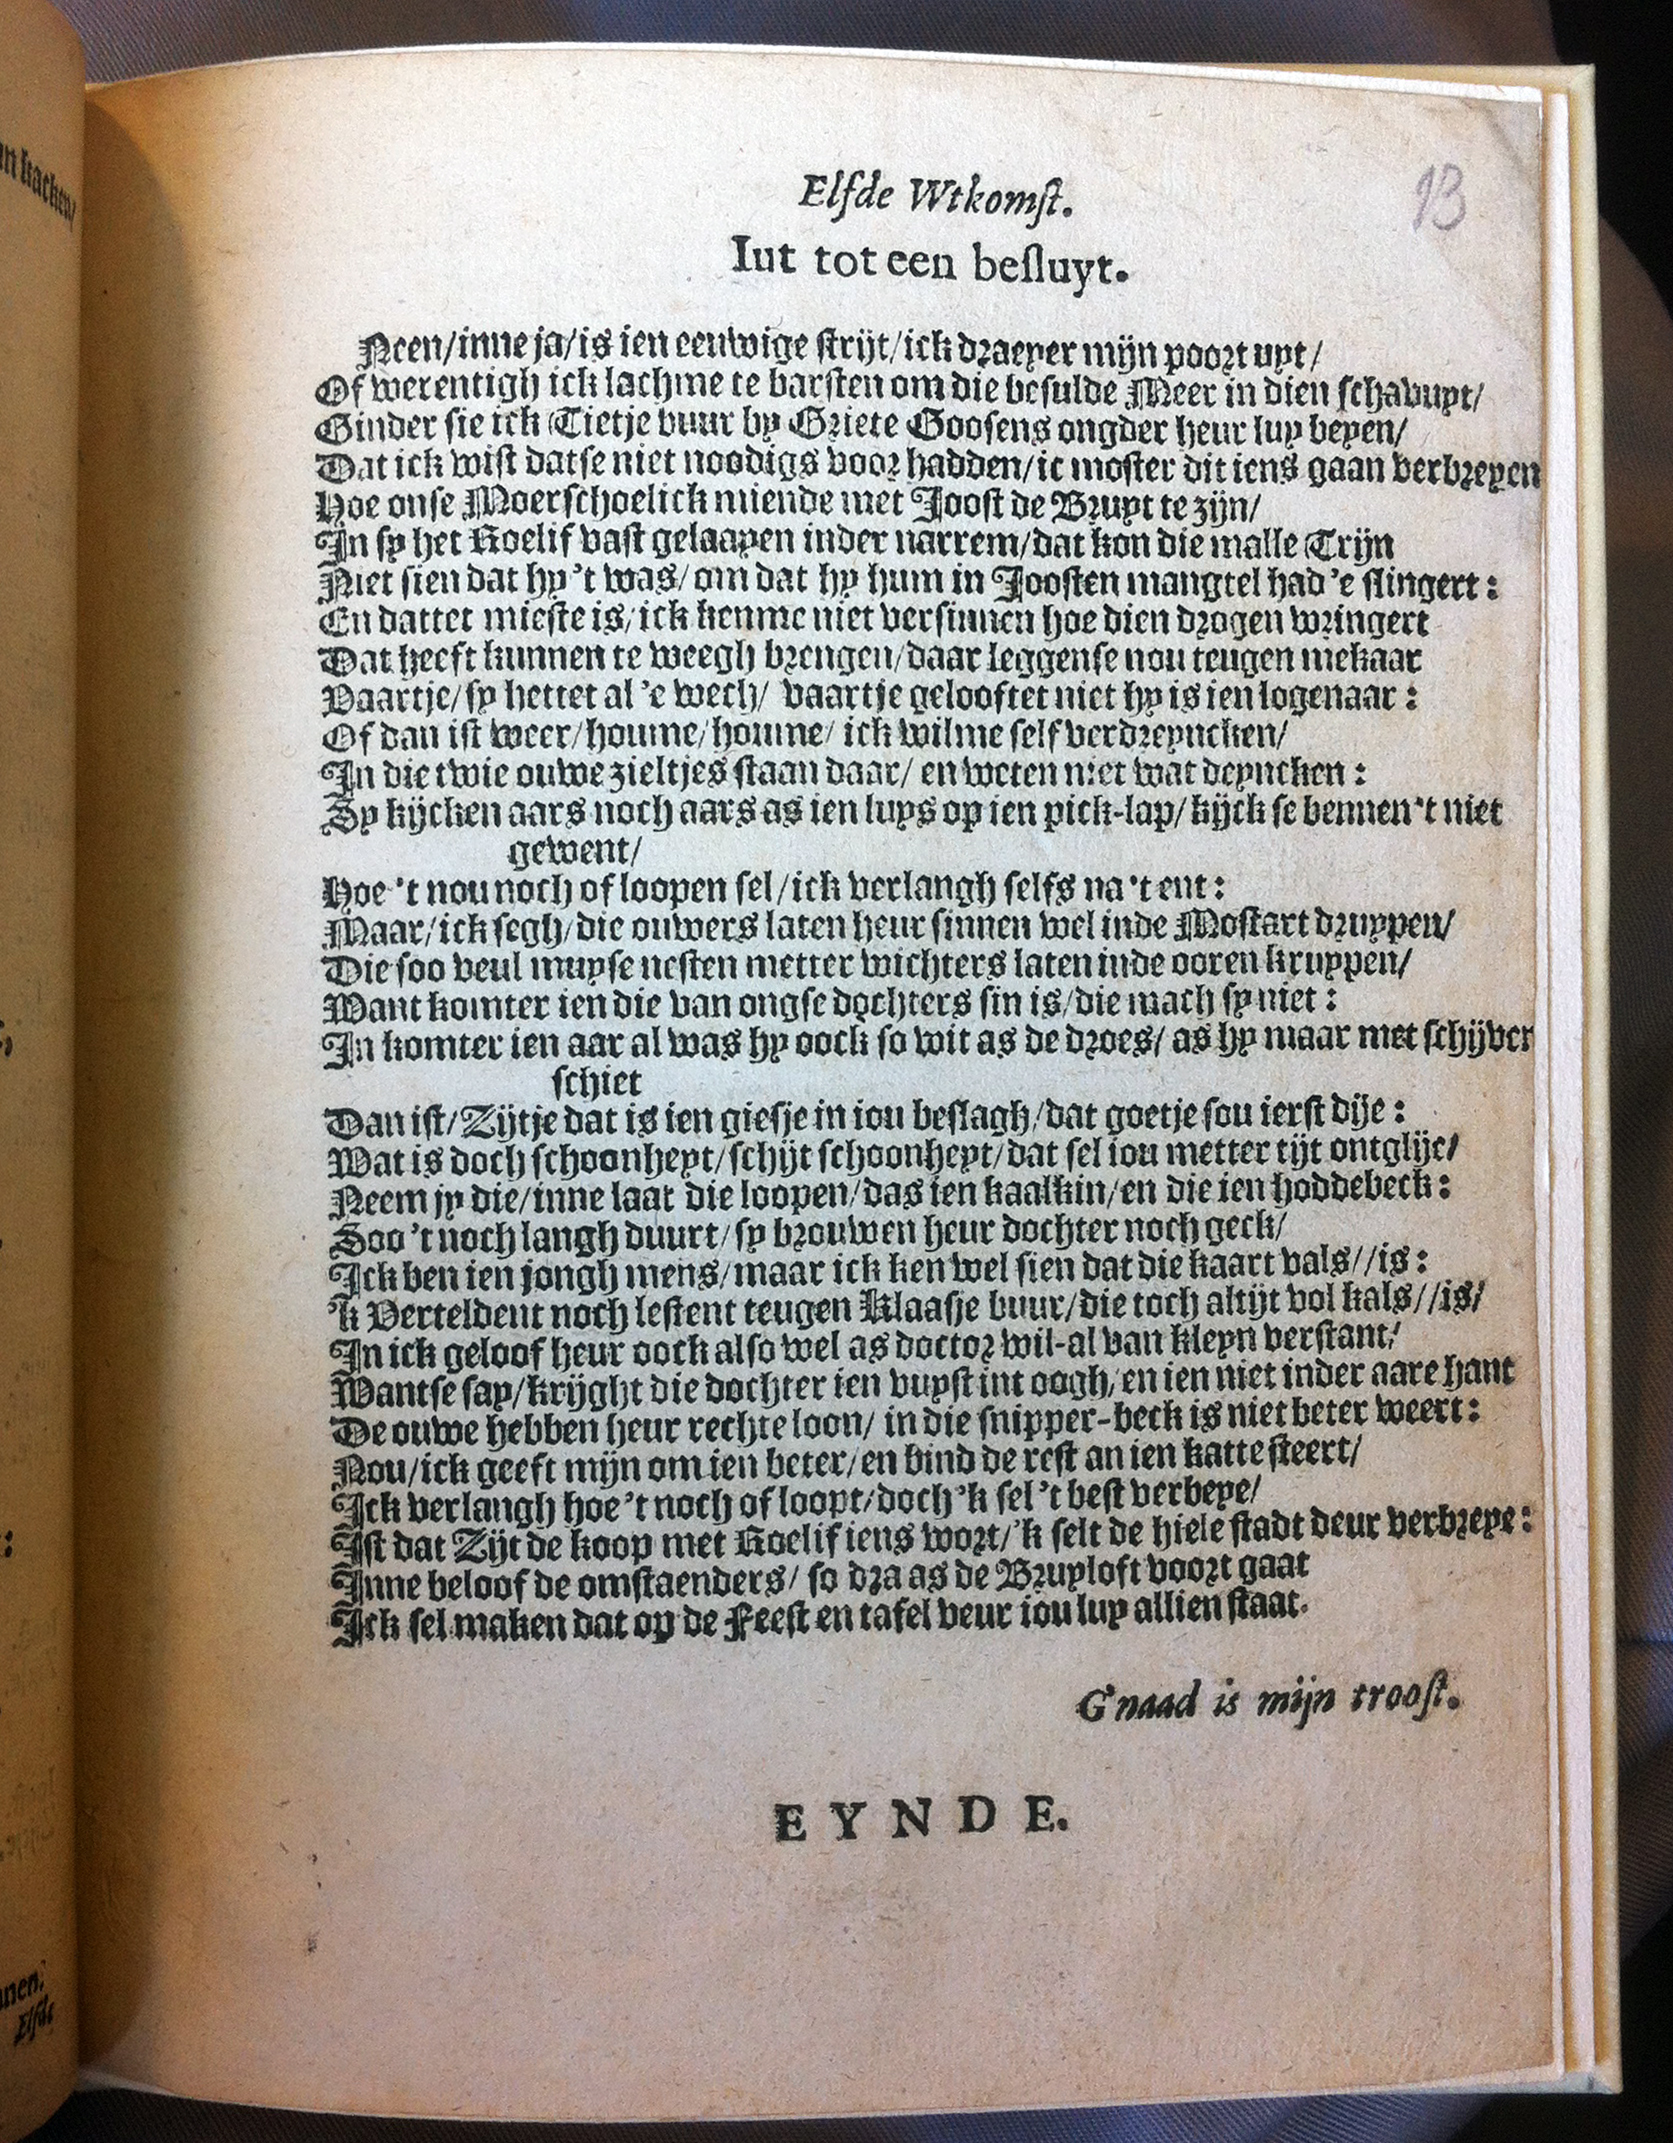 an kacken/
13
Elfde Wtkomſt.
Iut tot een beſluyt.
Neen/inne ja/is ien eeuwige ſtrijt/ick draeyer mijn poort uyt/
Of werentigh ick lachme te barſten om die beſulde Meer in dien ſchavuyt/
Ginder ſie ick Tietje buur by Griete Gooſens ongder heur luy beyen/
Dat ick wiſt datſe niet noodigs voor hadden/ic moſter dit iens gaan verbreyen
Hoe onſe Moerſchoelick miende met Jooſt de Bruyt te zijn/
In ſy het Roelif vaſt gelaapen inder narrem/dat kon die malle Trijn
Niet ſien dat hy 't was/om dat hy hum in Jooſten mangtel had 'e ſlingert:
En dattet mieſte is/ick kenme niet verſinnen hoe dien drogen wringert
Dat heeft kunnen te weegh brengen/daar leggenſe nou teugen mekaar
Vaartje/ſy hettet al 'e wech/ vaartje gelooftet niet hy is ien logenaar:
Of dan iſt weer/houme/houme/ ick wilme ſelf verdreyncken/
In die twie ouwe zieltjes ſtaan daar/ en weten niet wat deyncken:
Sy kijcken aars noch aars as ien luys op ien pick-lap/kijck ſe bennen't niet
gewent/
Hoe 't nou noch of loopen ſel/ick verlangh ſelfs na 't ent:
Maar/ick ſegh/die ouwers laten heur ſinnen wel inde Moſtart druypen/
Die ſoo veul muyſe neſten metter wichters laten inde ooren kruypen/
Want komter ien die van ongſe dochters ſin is/die mach ſy niet:
In komter ien aar al was hy oock ſo wit as de droes/ as hy maar met ſchijver
ſchiet
Dan iſt/Zijtje dat is ien gieſje in iou beſlagh/dat goetje ſou ierſt dije:
Wat is doch ſchoonheyt/ſchijt ſchoonheyt/dat ſel iou metter tijt ontglije/
Neem jy die/inne laat die loopen/das ien kaalkin/en die ien hoddebeck:
Soo 't noch langh duurt/ſy brouwen heur dochter noch geck/
Ick ben ien jongh mens/maar ick ken wel ſien dat die kaart vals//is:
'k Verteldent noch leſtent teugen Klaaſje buur/die toch altijt vol kals//is/
In ick geloof heur oock alſo wel as doctor wil-al van kleyn verſtant/
Wantſe ſay/krijght die dochter ien vuyſt int oogh/en ien niet inder aare hant
De ouwe hebben heur rechte loon/ in die ſnipper-beck is niet beter weert:
Nou/ick geeft mijn om ien beter/en bind de reſt an ien katte ſteert/
Ick verlangh hoe 't noch of loopt/doch 'k ſel 't beſt verbeye/
Iſt dat Zijt de koop met Roelif iens wort/'k ſelt de hiele ſtadt deur verbreye:
Inne beloof de omſtaenders/ ſo dra as de Bruyloft voort gaat
Ick ſel maken dat op de Feeſt en tafel veur iou luy allien ſtaat.
G'naad is mijn trooſt.
EYNDE.
Elfde